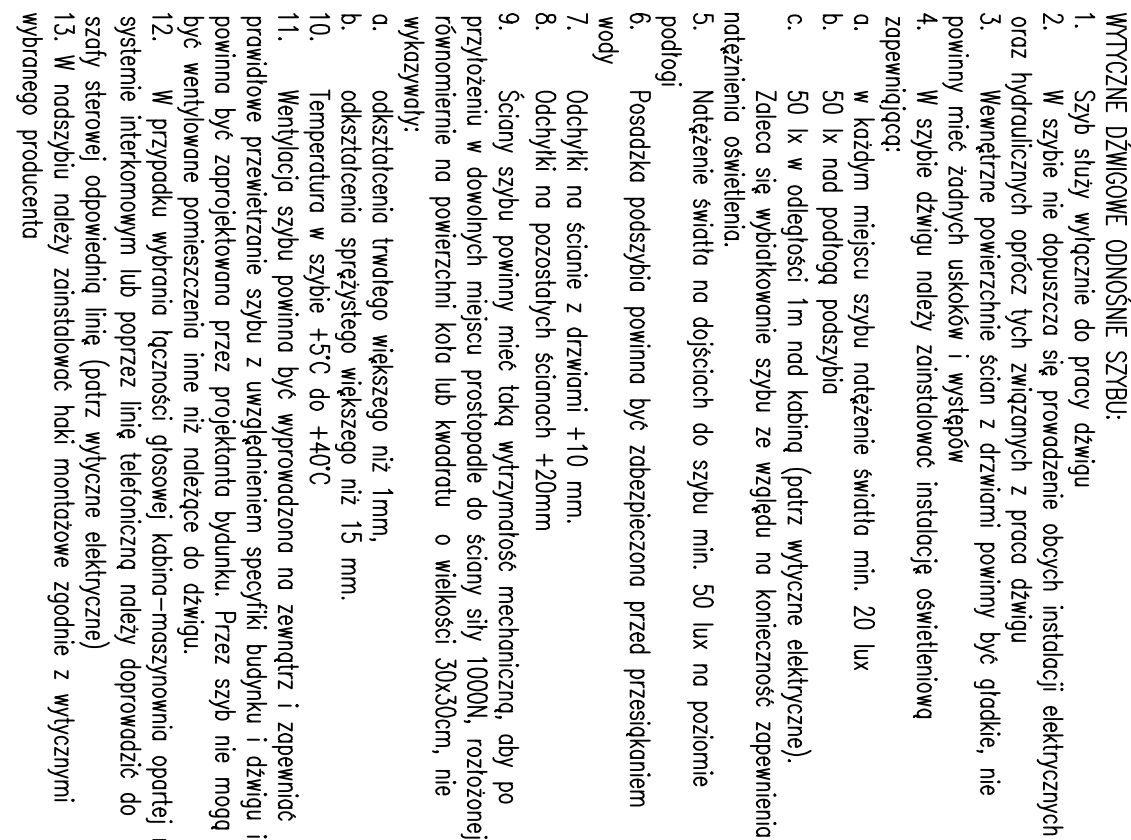 WYTYCZNE DŹWIGOWE ODNOŚNIE SZYBU:
1. Szyb służy wyłącznie do pracy dźwigu
2. W szybie nie dopuszcza się prowadzenie obcych instalacji elektrycznych
oraz hydraulicznych oprócz tych związanych z praca dźwigu
3. Wewnętrzne powierzchnie ścian z drzwiami powinny być gładkie, nie
powinny mieć żadnych uskoków i występów
4. W szybie dźwigu należy zainstalować instalację oświetleniową
zapewniającą:
a. w każdym miejscu szybu natężenie światła min. 20 lux
b. 50 lx nad podłogą podszybia
c. 50 lx w odległości 1m nad kabiną (patrz wytyczne elektryczne).
Zaleca się wybiałkowanie szybu ze względu na konieczność zapewnienia
natężnienia oświetlenia.
5. Natężenie światła na dojściach do szybu min. 50 lux na poziomie
podłogi
6. Posadzka podszybia powinna być zabezpieczona przed przesiąkaniem
wody
7. Odchyłki na ścianie z drzwiami +10 mm.
8. Odchyłki na pozostałych ścianach +20mm
9. Ściany szybu powinny mieć taką wytrzymałość mechaniczną, aby po
przyłożeniu w dowolnych miejscu prostopadle do ściany siły 1000N, rozłożonej
równomiernie na powierzchni koła lub kwadratu o wielkości 30x30cm, nie
wykazywały:
a. odkształcenia trwałego większego niż 1mm,
b. odkształcenia sprężystego większego niż 15 mm.
10. Temperatura w szybie +5°C do +40°C
11. Wentylacja szybu powinna być wyprowadzona na zewnątrz i zapewniać
prawidłowe przewietrzanie szybu z uwzględnieniem specyfiki budynku i dźwigu i
powinna być zaprojektowana przez projektanta bydunku. Przez szyb nie mogą
być wentylowane pomieszczenia inne niż należące do dźwigu.
12. W przypadku wybrania łączności głosowej kabina-maszynownia opartej
systemie interkomowym lub poprzez linię telefoniczną należy doprowadzić do
szafy sterowej odpowiednią linię (patrz wytyczne elektryczne)
13. W nadszybiu należy zainstalować haki montażowe zgodnie z wytycznymi
wybranego producenta